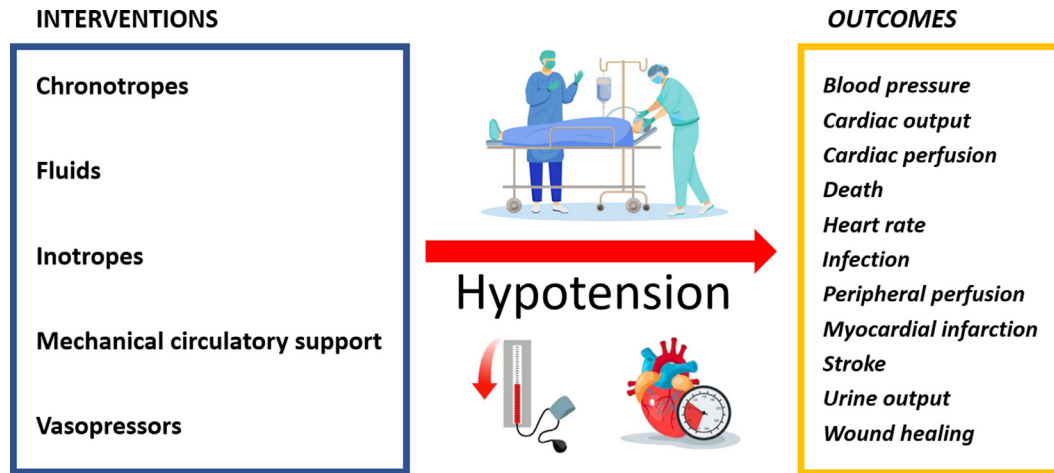 INTERVENTIONS
Chronotropes
Fluids
Inotropes
Mechanical circulatory support
Vasopressors
Hypotension
OUTCOMES
Blood pressure
Cardiac output
Cardiac perfusion
Death
Heart rate
Infection
Peripheral perfusion
Myocardial infarction
Stroke
Urine output
Wound healing